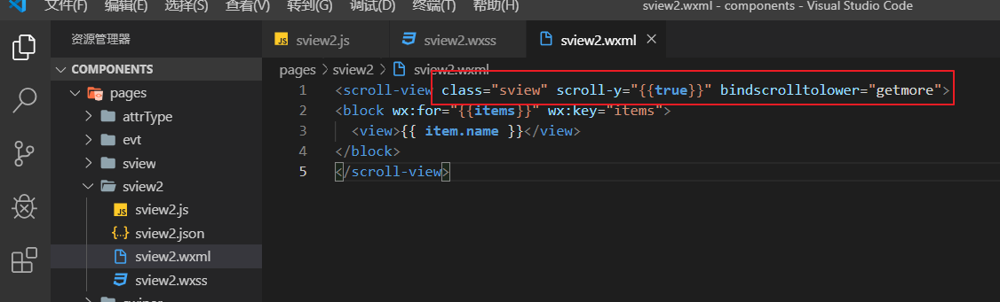 文件(F) 编辑(E) 选择(S) 查看(V) 转到(G) 调试(D) 终端(T) 帮助(H) sview2.wxml - components - Visual Studio Code
资源管理器
JS sview2.js
sview2.wxss
sview2.wxml
COMPONENTS
pages
attrType
evt
sview
sview2
JS sview2.js
{..} sview2.json
sview2.wxml
sview2.wxss
pages > sview2 > sview2.wxml
1 <scroll-view class="sview" scroll-y="{{true}}" bindscrolltolower="getmore">
2 <block wx:for="{{items}}" wx:key="items">
3 <view>{{ item.name }}</view>
4 </block>
5 </scroll-view>